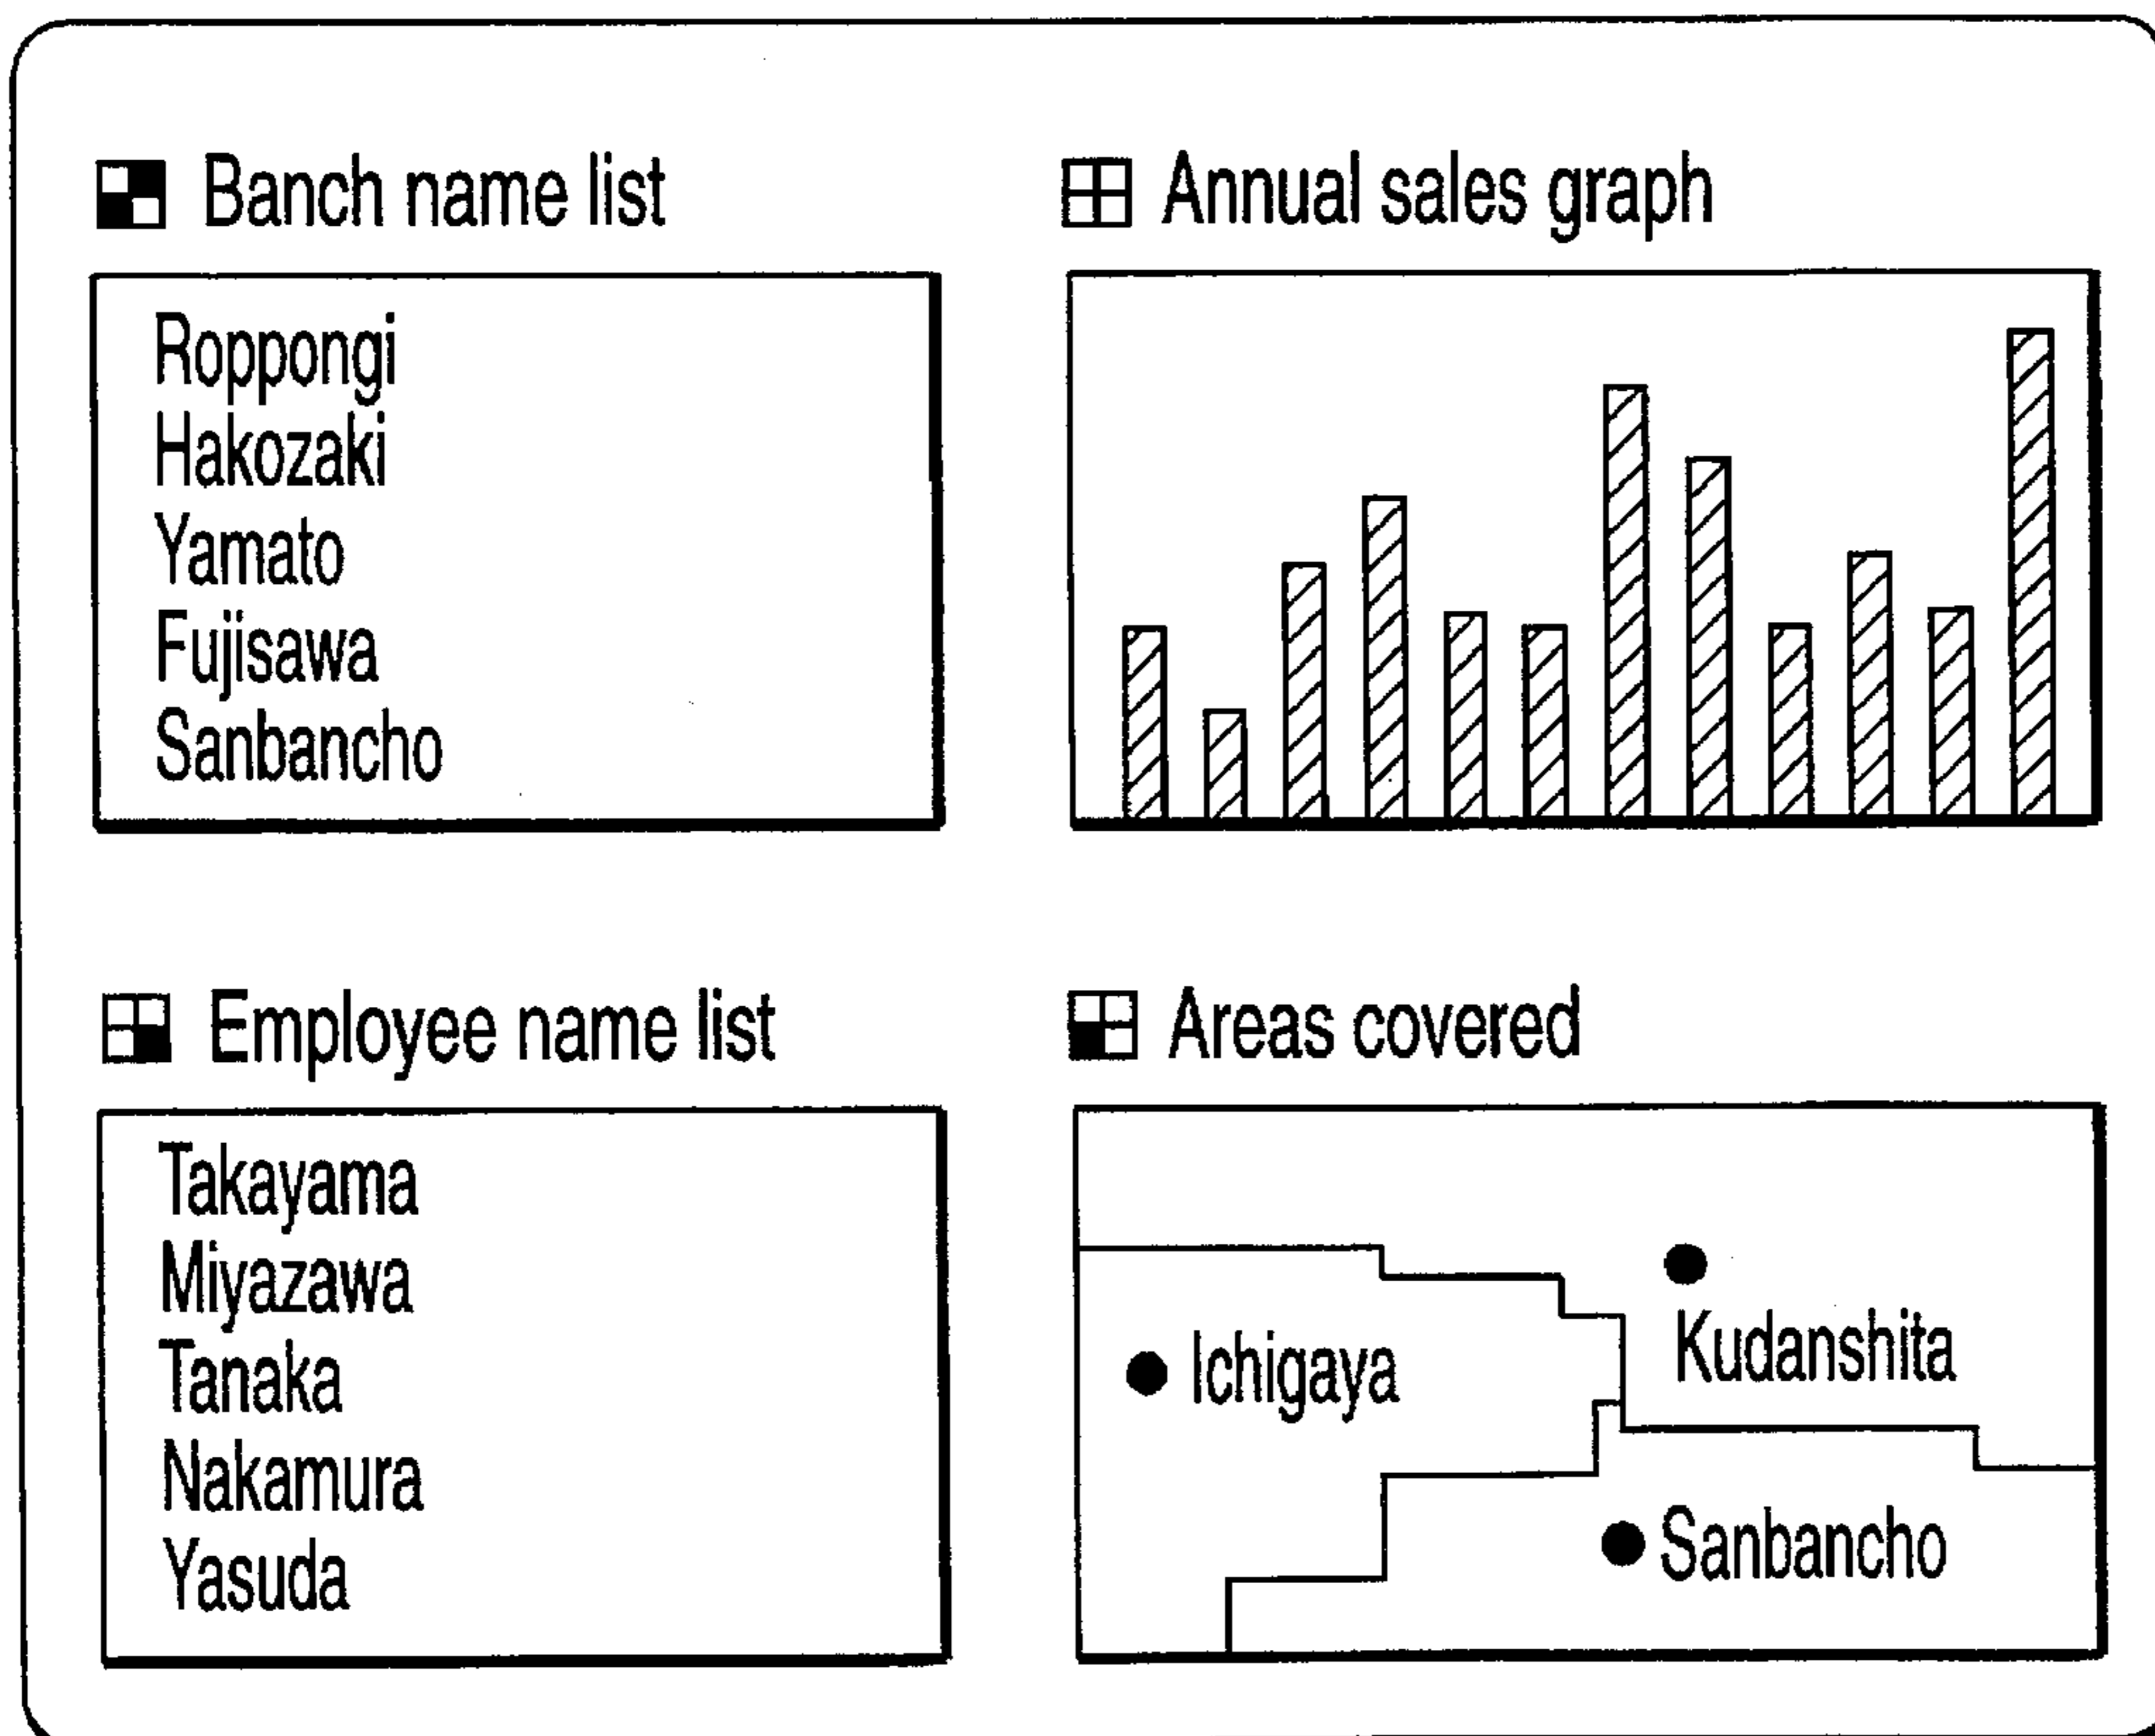 Banch name list
Roppongi
Hakozaki
Yamato
Fujisawa
Sanbancho
Annual sales graph
Employee name list
Takayama
Miyazawa
Tanaka
Nakamura
Yasuda
Areas covered
Kudanshita
Ichigaya
Sanbancho